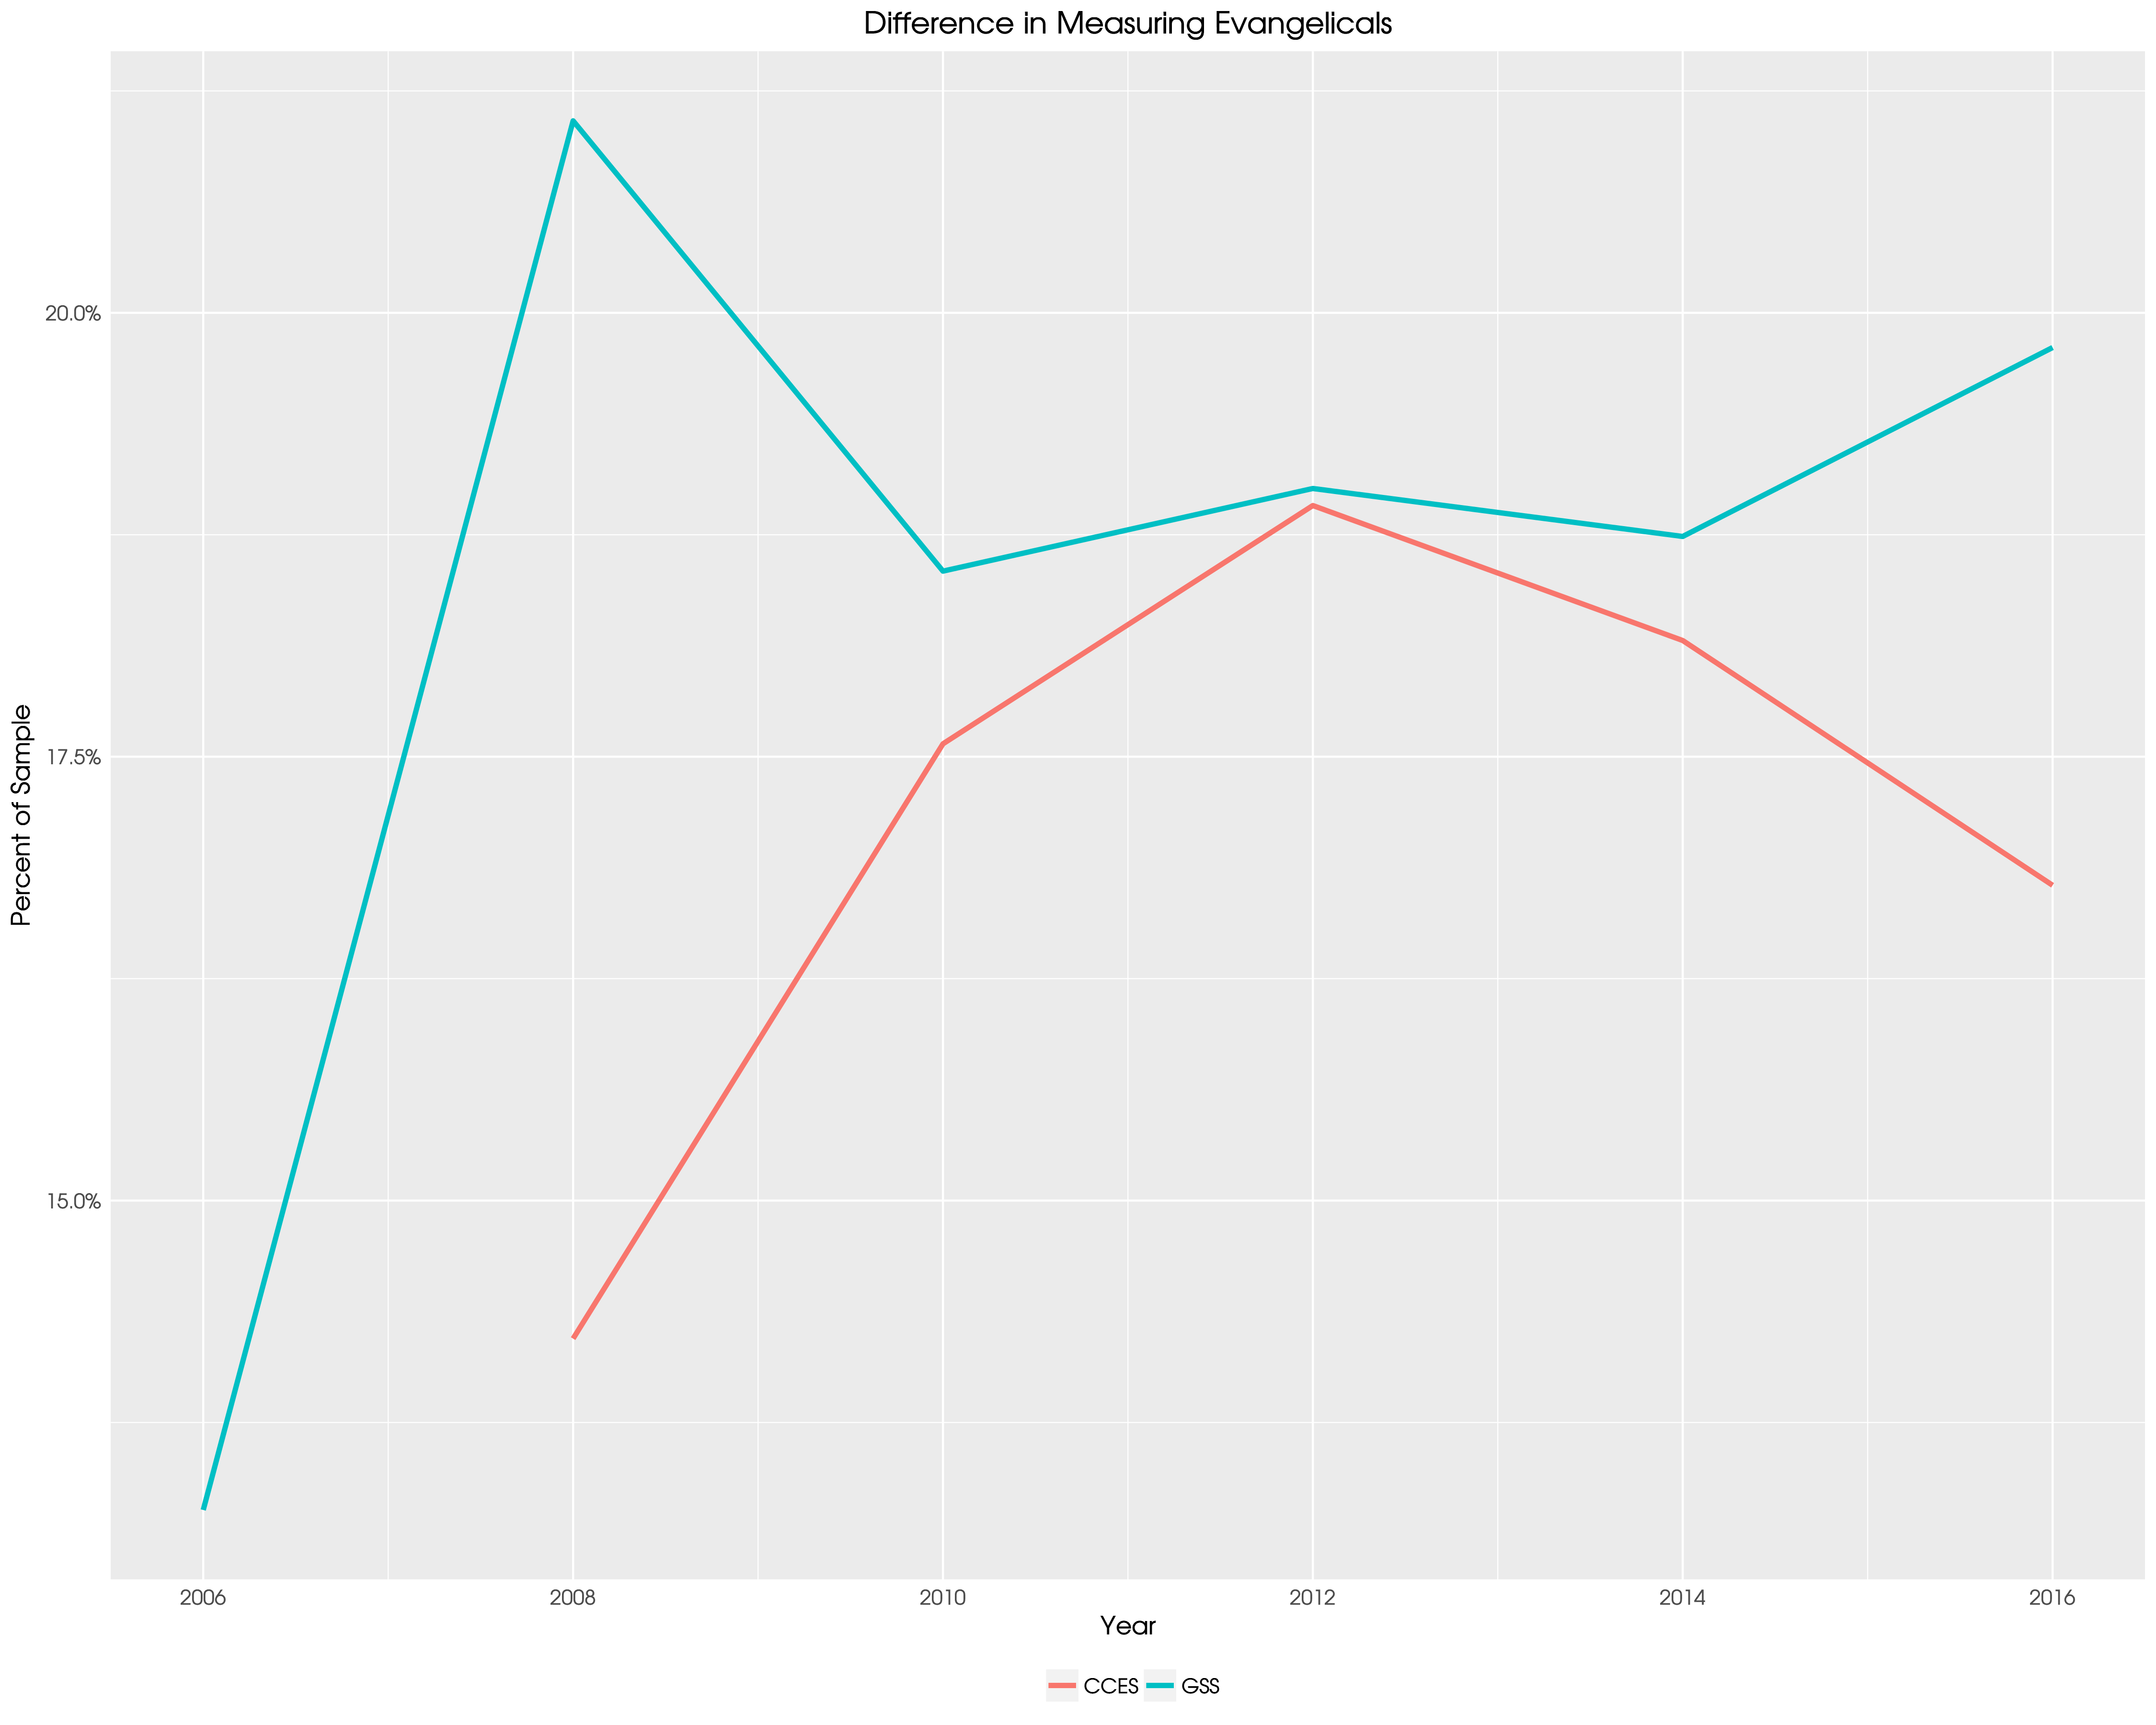 Difference in Measuring Evangelicals
Percent of Sample
20.0%
17.5%
15.0%
2006 2008 2010 2012 2014 2016
Year
CCES GSS